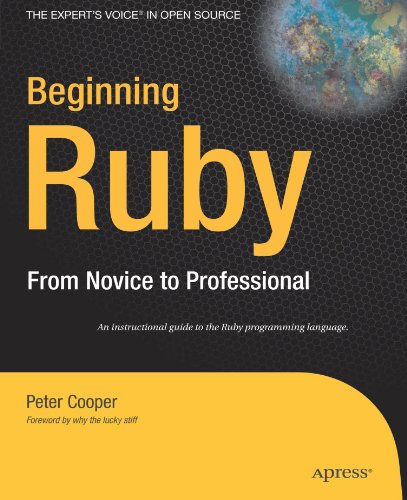 THE EXPERT'S VOICE® IN OPEN SOURCE
Beginning
Ruby
From Novice to Professional
An instructional guide to the Ruby programming language.
Peter Cooper
Foreword by why the lucky stiff
Apress®